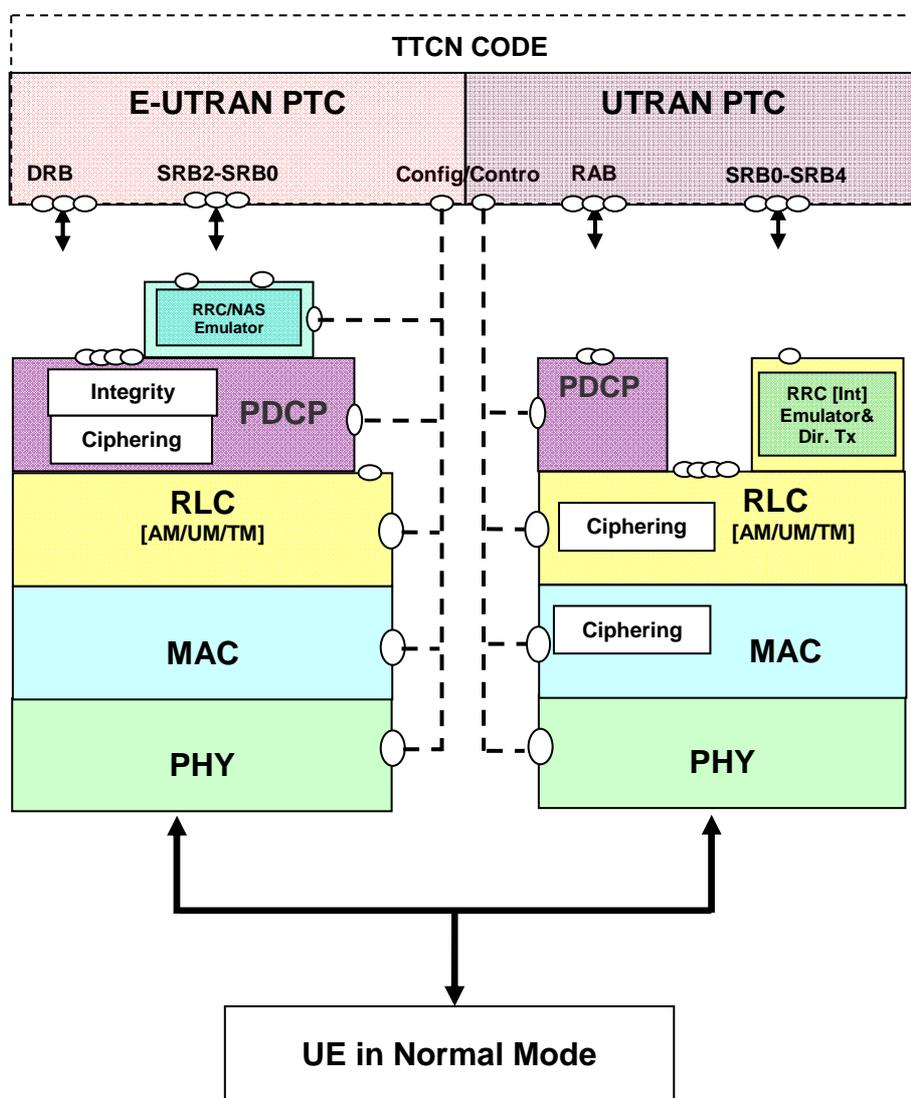 TTCN CODE
E-UTRAN PTC
UTRAN PTC
DRB
SRB2-SRB0
Config/Contro
RAB
SRB0-SRB4
RRC/NAS
Emulator
Integrity
Ciphering
PDCP
RLC
[AM/UM/TM]
MAC
PHY
PDCP
RRC [Int]
Emulator&
Dir. Tx
Ciphering
RLC
[AM/UM/TM]
Ciphering
MAC
PHY
UE in Normal Mode